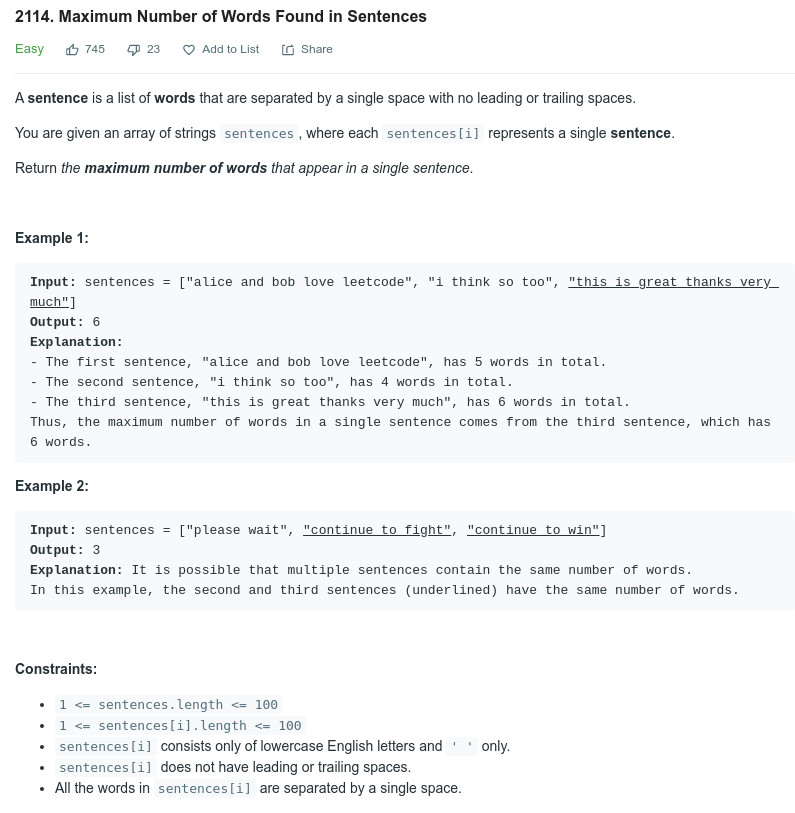 2114. Maximum Number of Words Found in Sentences
Easy 745 23 Add to List Share
A sentence is a list of words that are separated by a single space with no leading or trailing spaces.
You are given an array of strings sentences , where each sentences[i] represents a single sentence.
Return the maximum number of words that appear in a single sentence.
Example 1:
Input: sentences = ["alice and bob love leetcode", "i think so too", "this is great thanks very
much"]
Output: 6
Explanation:
- The first sentence, "alice and bob love leetcode", has 5 words in total.
- The second sentence, "i think so too", has 4 words in total.
- The third sentence, "this is great thanks very much", has 6 words in total.
Thus, the maximum number of words in a single sentence comes from the third sentence, which has
6 words.
Example 2:
Input: sentences = ["please wait", "continue to fight", "continue to win"]
Output: 3
Explanation: It is possible that multiple sentences contain the same number of words.
In this example, the second and third sentences (underlined) have the same number of words.
Constraints:
• 1 <= sentences.length <= 100
• 1 <= sentences[i].length <= 100
• sentences[i] consists only of lowercase English letters and ' ' only.
• sentences[i] does not have leading or trailing spaces.
• All the words in sentences[i] are separated by a single space.